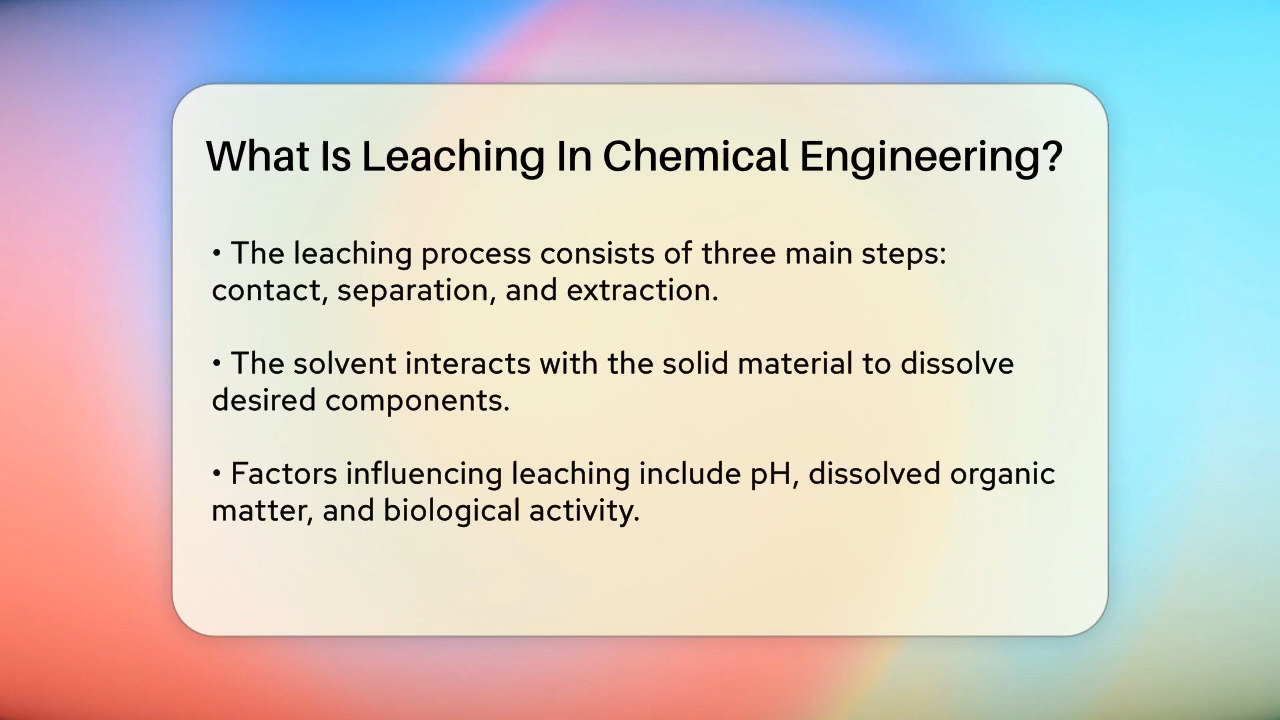 What Is Leaching In Chemical Engineering?
• The leaching process consists of three main steps:
contact, separation, and extraction.
• The solvent interacts with the solid material to dissolve
desired components.
• Factors influencing leaching include pH, dissolved organic
matter, and biological activity.